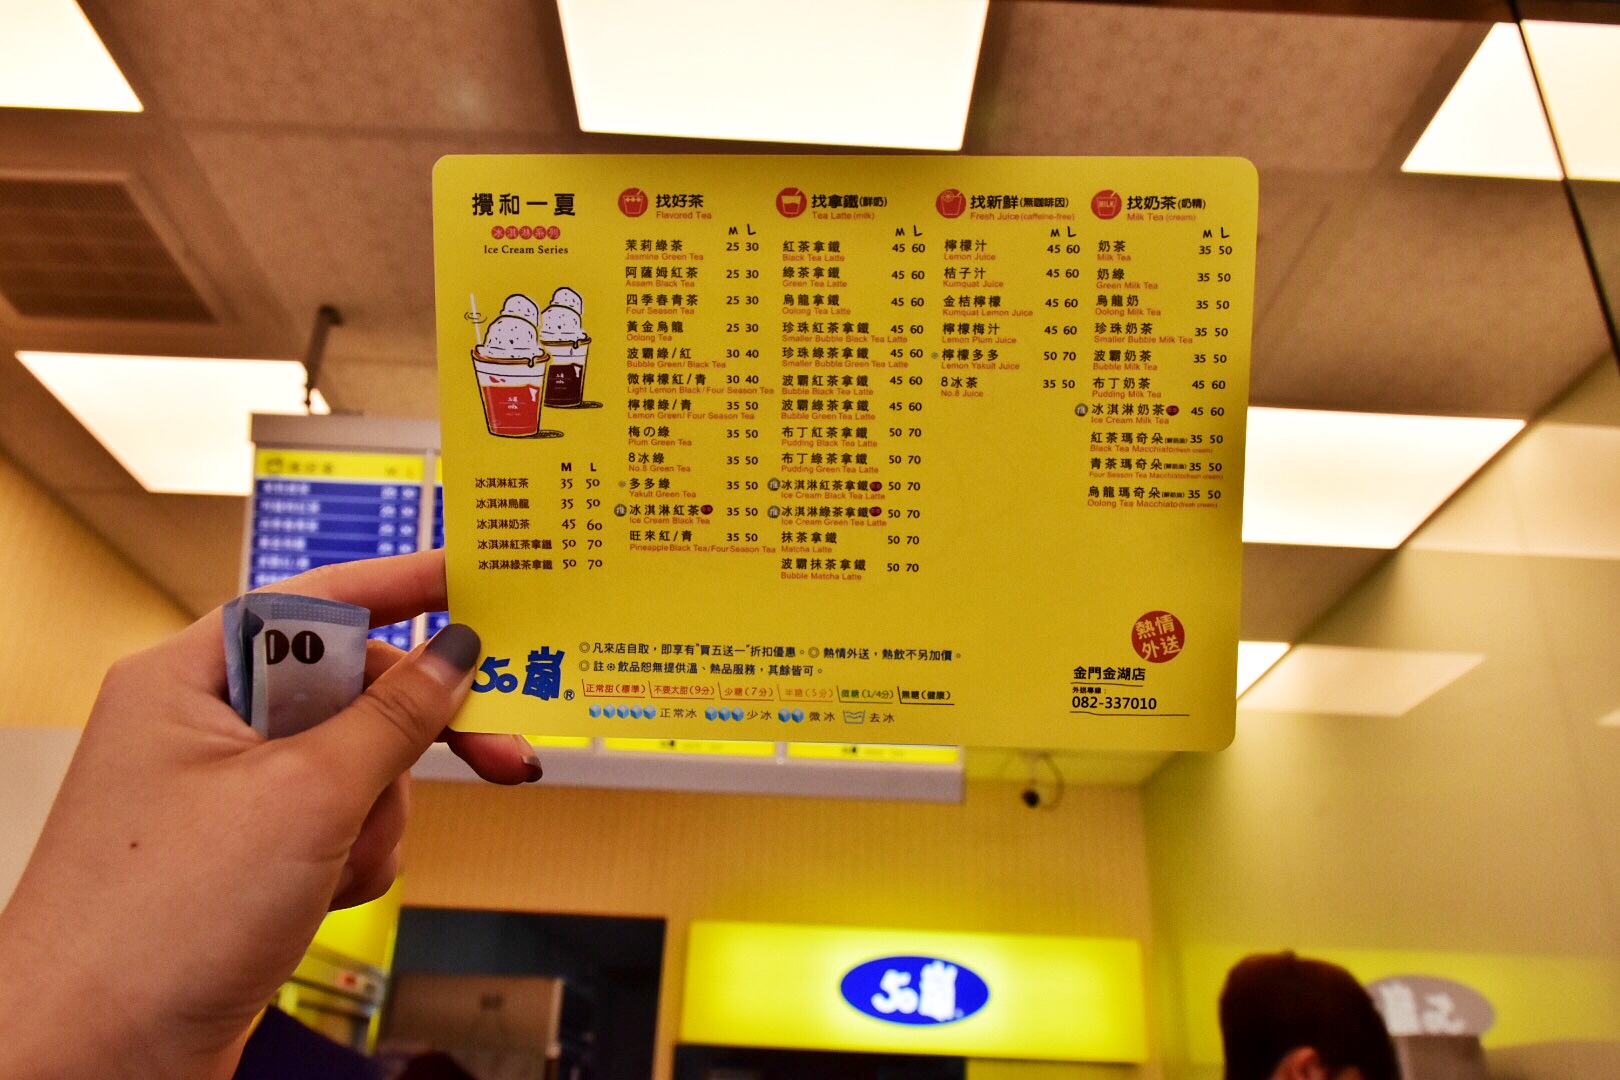 攪和一夏
冰淇淋系列
Ice Cream Series
M L
冰淇淋紅茶 35 50
冰淇淋烏龍 35 50
冰淇淋奶茶 45 60
冰淇淋紅茶拿鐵 50 70
冰淇淋綠茶拿鐵 50 70
找好茶
Flavored Tea
M L
茉莉綠茶 25 30
Jasmine Green Tea
阿薩姆紅茶 25 30
Assam Black Tea
四季春青茶 25 30
Four Season Tea
黃金烏龍 25 30
Oolong Tea
波霸綠/紅 30 40
Bubble Green/Black Tea
微檸檬紅/青 30 40
Light Lemon Black/Four Season Tea
檸檬綠/青 35 50
Lemon Green/Four Season Tea
梅の綠 35 50
Plum Green Tea
8冰綠 35 50
No.8 Green Tea
多多綠 35 50
Yakult Green Tea
冰淇淋紅茶 35 50
Ice Cream Black Tea
旺來紅/青 35 50
Pineapple Black Tea/Four Season Tea
找拿鐵(鮮奶)
Tea Latte (milk)
M L
紅茶拿鐵 45 60
Black Tea Latte
綠茶拿鐵 45 60
Green Tea Latte
烏龍拿鐵 45 60
Oolong Tea Latte
珍珠紅茶拿鐵 45 60
Smaller Bubble Black Tea Latte
珍珠綠茶拿鐵 45 60
Smaller Bubble Green Tea Latte
波霸紅茶拿鐵 45 60
Bubble Black Tea Latte
波霸綠茶拿鐵 45 60
Bubble Green Tea Latte
布丁紅茶拿鐵 50 70
Pudding Black Tea Latte
布丁綠茶拿鐵 50 70
Pudding Green Tea Latte
冰淇淋紅茶拿鐵 50 70
Ice Cream Black Tea Latte
冰淇淋綠茶拿鐵 50 70
Ice Cream Green Tea Latte
抹茶拿鐵 50 70
Matcha Latte
波霸抹茶拿鐵 50 70
Bubble Matcha Latte
找新鮮(無咖啡因)
Fresh Juice (caffeine-free)
M L
檸檬汁 45 60
Lemon Juice
桔子汁 45 60
Kumquat Juice
金桔檸檬 45 60
Kumquat Lemon Juice
檸檬梅汁 45 60
Lemon Plum Juice
檸檬多多 50 70
Lemon Yakult Juice
8冰茶 35 50
No.8 Juice
MILK
找奶茶(奶精)
Milk Tea (cream)
M L
奶茶 35 50
Milk Tea
奶綠 35 50
Green Milk Tea
烏龍奶 35 50
Oolong Milk Tea
珍珠奶茶 35 50
Smaller Bubble Milk Tea
波霸奶茶 35 50
Bubble Milk Tea
布丁奶茶 45 60
Pudding Milk Tea
冰淇淋奶茶 45 60
Ice Cream Milk Tea
紅茶瑪奇朵(鮮奶油) 35 50
Black Tea Macchiato(fresh cream)
青茶瑪奇朵(鮮奶油) 35 50
Four Season Tea Macchiato(fresh cream)
烏龍瑪奇朵(鮮奶油) 35 50
Oolong Tea Macchiato(fresh cream)
50嵐®
◎凡來店自取，即享有"買五送一"折扣優惠。◎熱情外送，熱飲不另加價。
◎註※飲品恕無提供溫、熱品服務，其餘皆可。
正常甜(標準) 不要太甜(9分) 少糖(7分) 半糖(5分) 微糖(1/4分) 無糖(健康)
正常冰 少冰 微冰 去冰
熱情
外送
金門金湖店
外送專線:
082-337010
50嵐